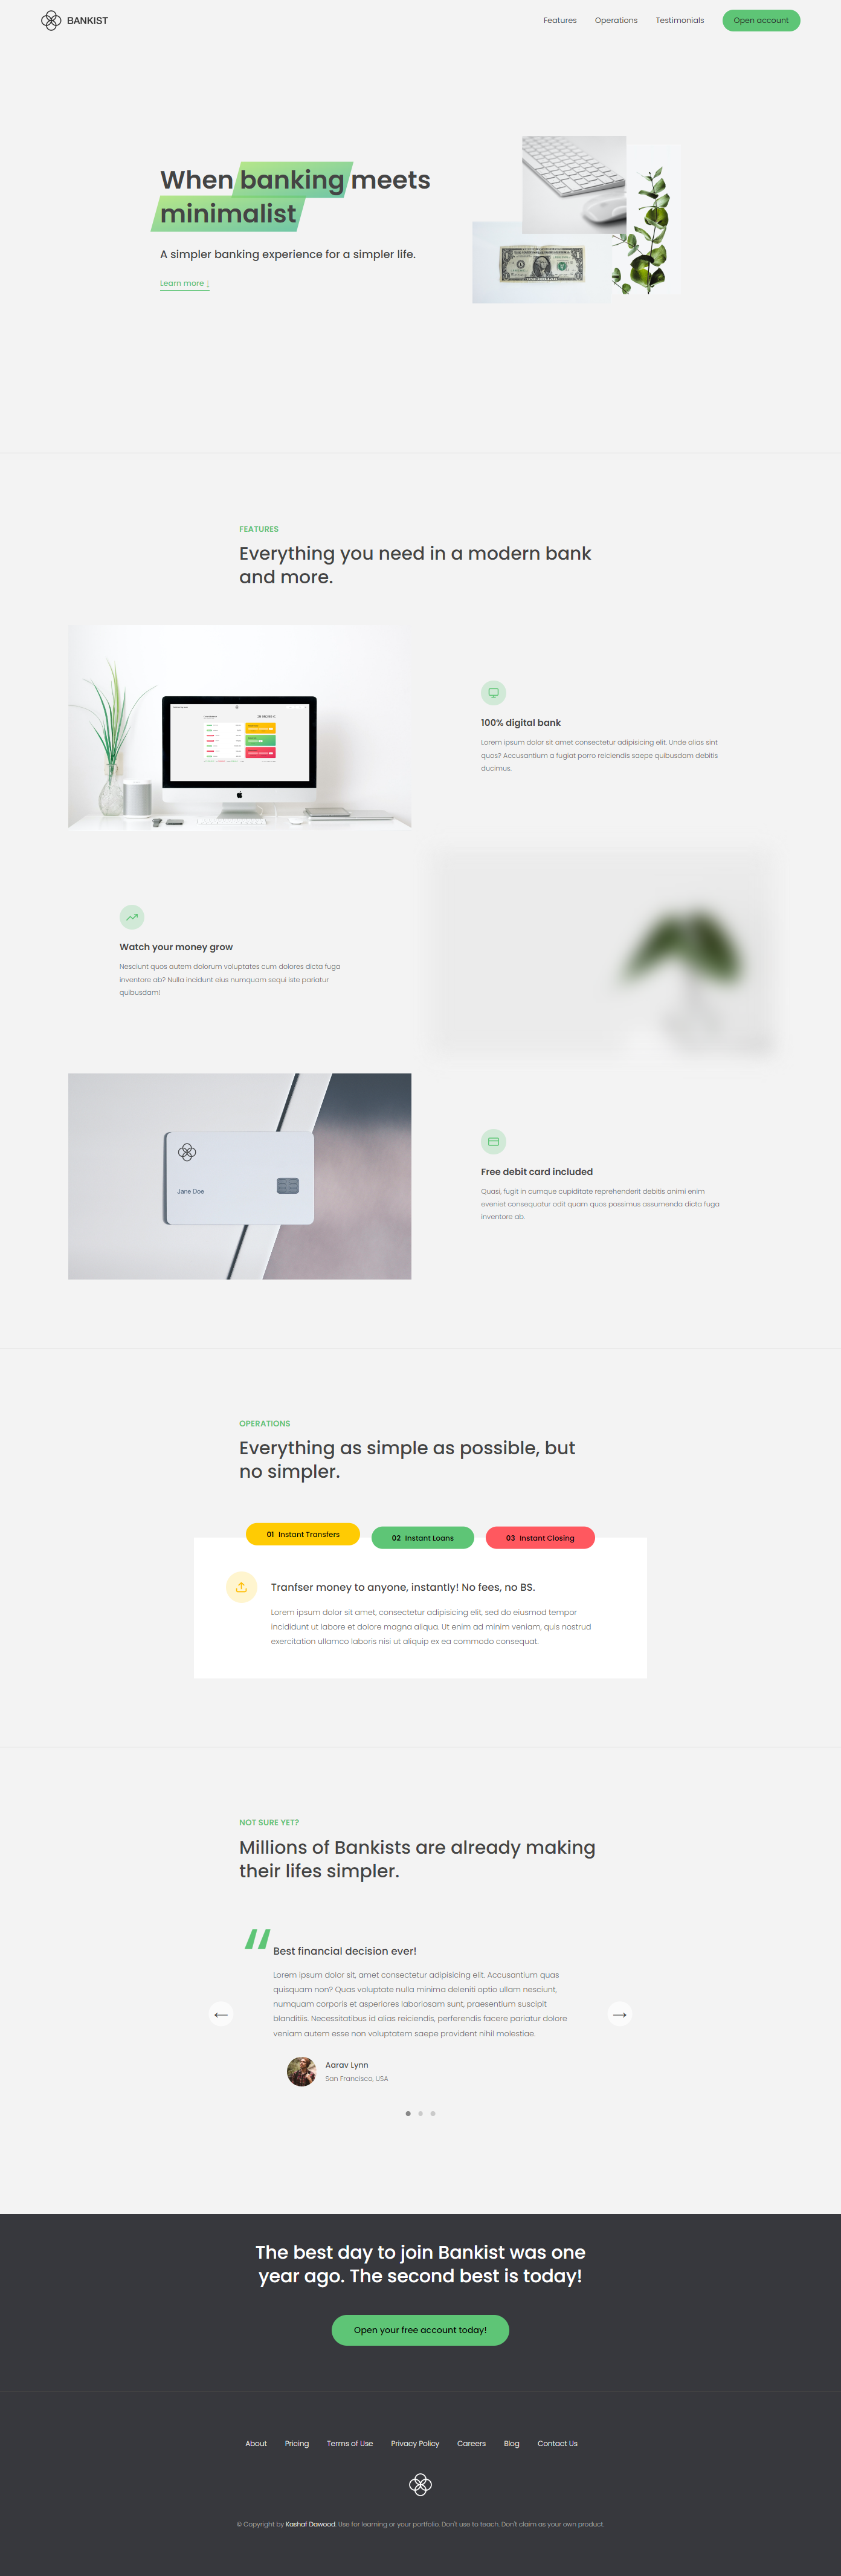 BANKIST
Features
Operations
Testimonials
Open account
When banking meets
minimalist
A simpler banking experience for a simpler life.
Learn more ↓
FEATURES
Everything you need in a modern bank
and more.
100% digital bank
Lorem ipsum dolor sit amet consectetur adipisicing elit. Unde alias sint
quos? Accusantium a fugiat porro reiciendis saepe quibusdam debitis
ducimus.
Watch your money grow
Nesciunt quos autem dolorum voluptates cum dolores dicta fuga
inventore ab? Nulla incidunt eius numquam sequi iste pariatur
quibusdam!
Jane Doe
Free debit card included
Quasi, fugit in cumque cupiditate reprehenderit debitis animi enim
eveniet consequatur odit quam quos possimus assumenda dicta fuga
inventore ab.
OPERATIONS
Everything as simple as possible, but
no simpler.
01 Instant Transfers
02 Instant Loans
03 Instant Closing
Tranfser money to anyone, instantly! No fees, no BS.
Lorem ipsum dolor sit amet, consectetur adipisicing elit, sed do eiusmod tempor
incididunt ut labore et dolore magna aliqua. Ut enim ad minim veniam, quis nostrud
exercitation ullamco laboris nisi ut aliquip ex ea commodo consequat.
NOT SURE YET?
Millions of Bankists are already making
their lifes simpler.
“
Best financial decision ever!
Lorem ipsum dolor sit, amet consectetur adipisicing elit. Accusantium quas
quisquam non? Quas voluptate nulla minima deleniti optio ullam nesciunt,
numquam corporis et asperiores laboriosam sunt, praesentium suscipit
blanditiis. Necessitatibus id alias reiciendis, perferendis facere pariatur dolore
veniam autem esse non voluptatem saepe provident nihil molestiae.
←
→
Aarav Lynn
San Francisco, USA
The best day to join Bankist was one
year ago. The second best is today!
Open your free account today!
About
Pricing
Terms of Use
Privacy Policy
Careers
Blog
Contact Us
© Copyright by Kashaf Dawood. Use for learning or your portfolio. Don't use to teach. Don't claim as your own product.